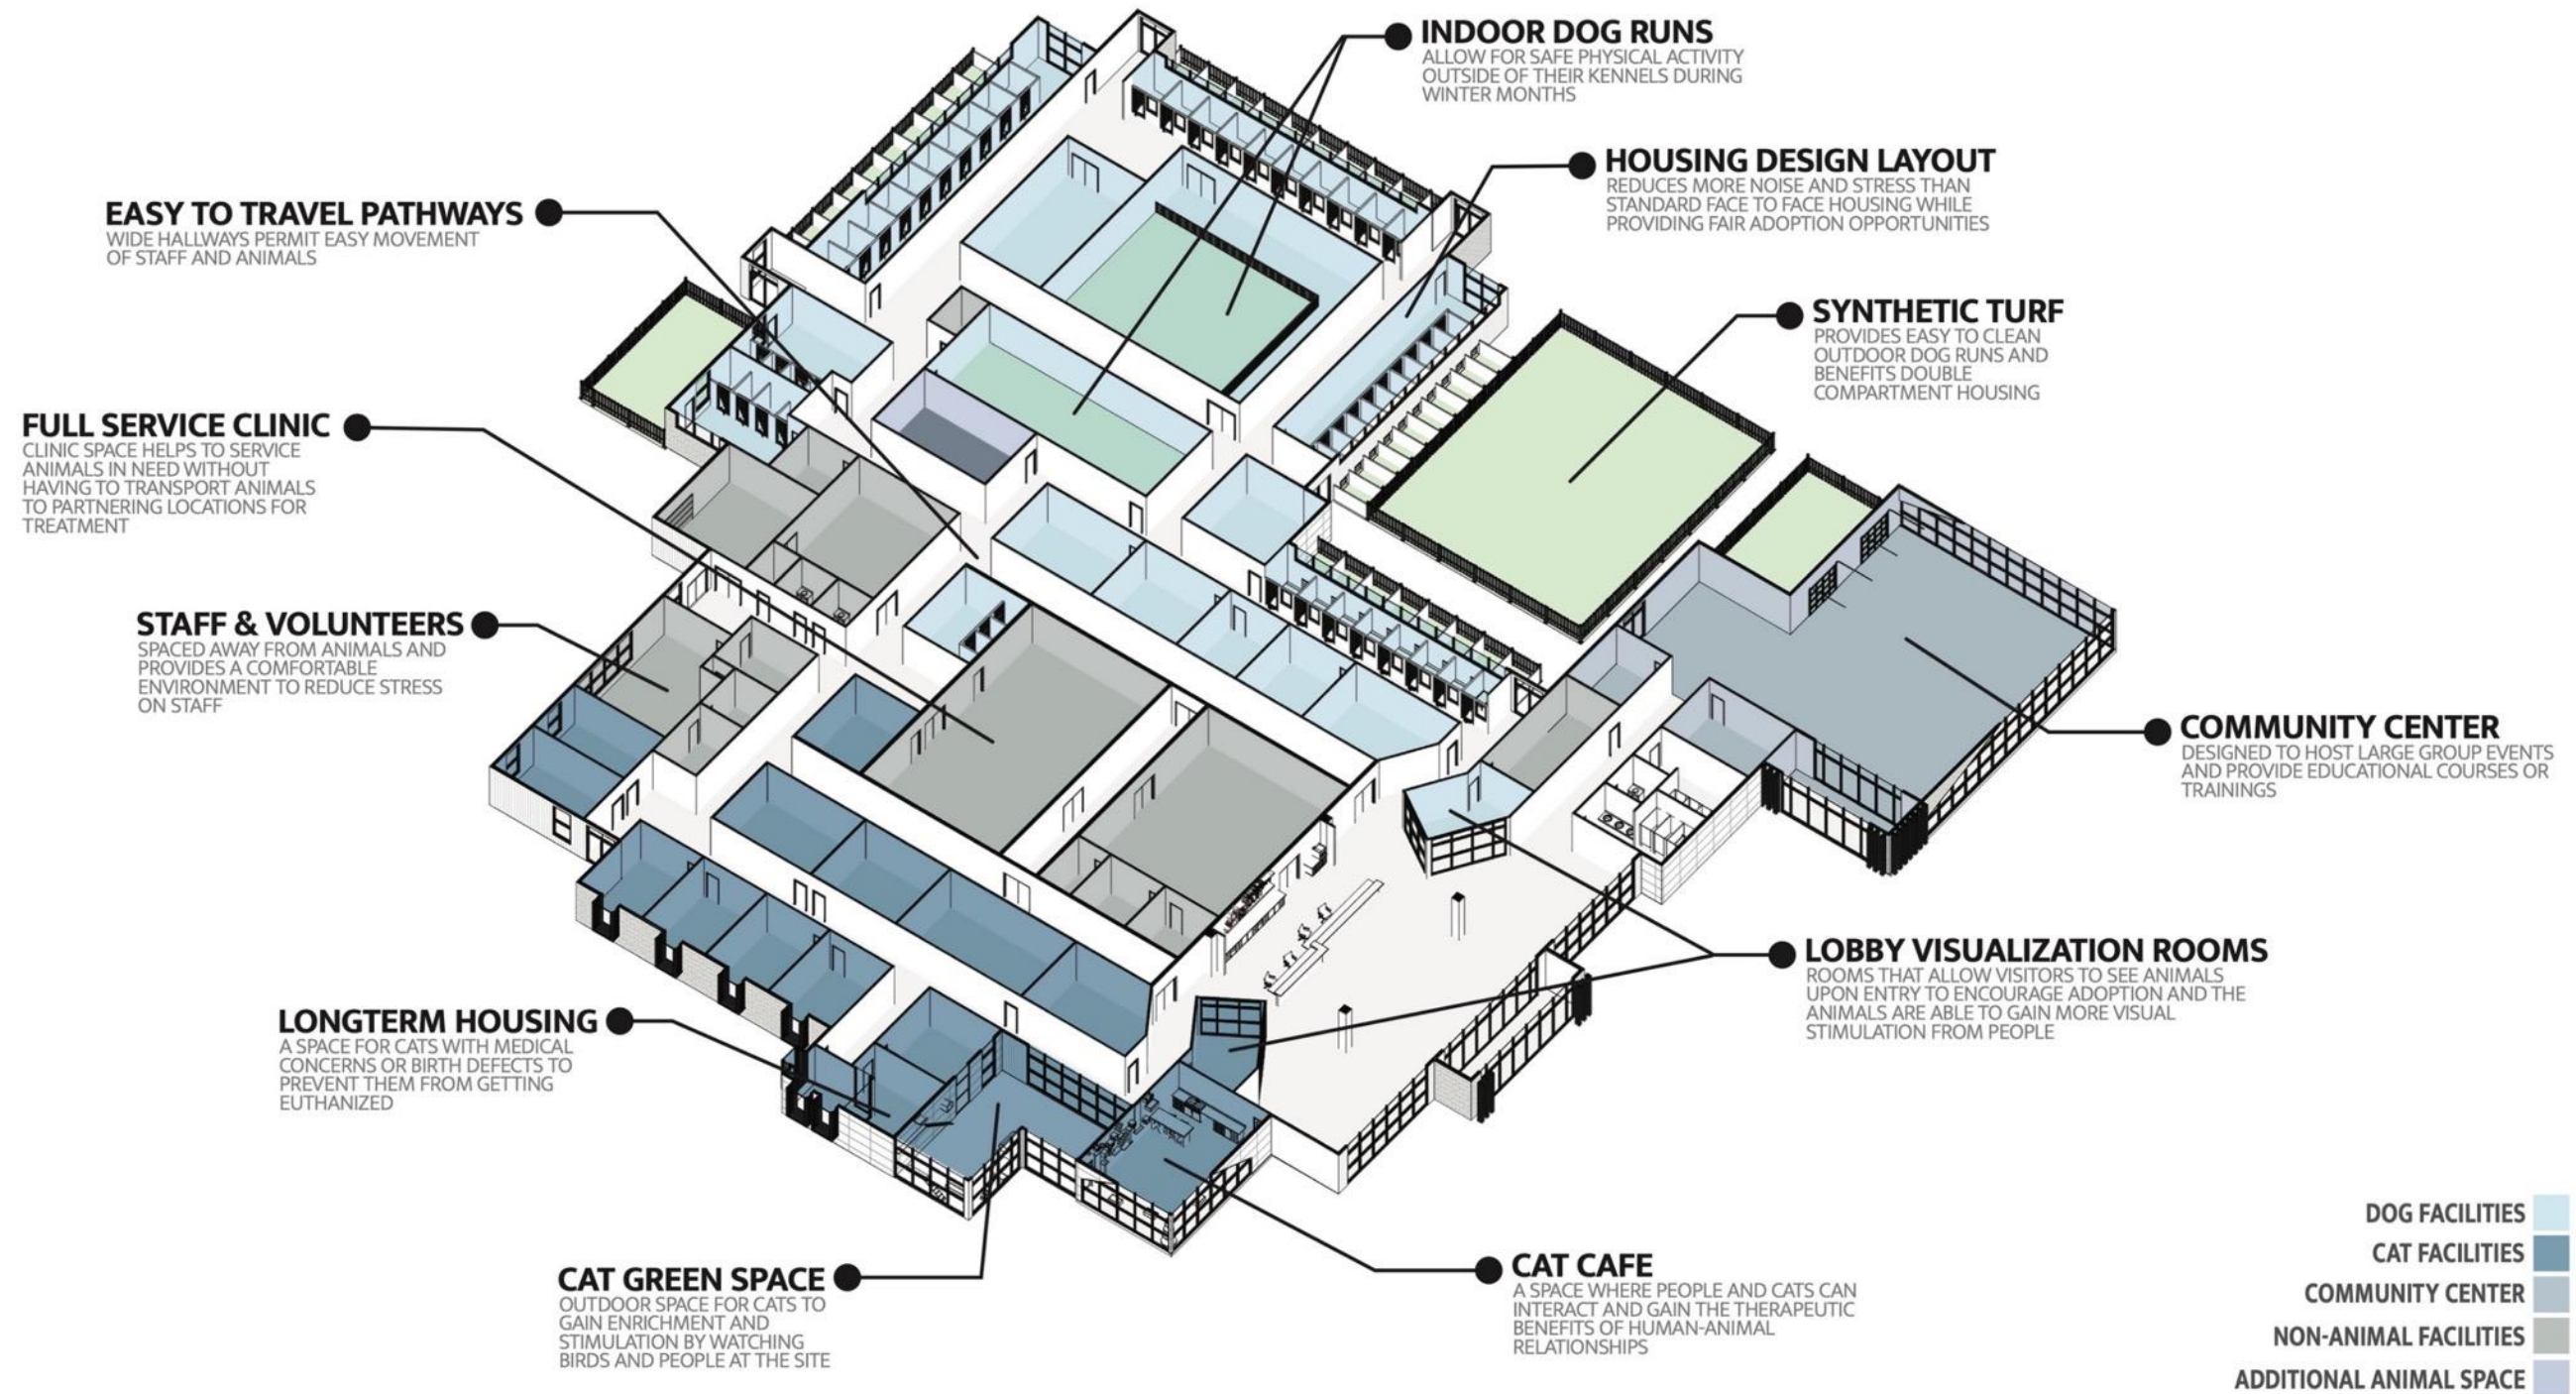 INDOOR DOG RUNS
ALLOW FOR SAFE PHYSICAL ACTIVITY
OUTSIDE OF THEIR KENNELS DURING
WINTER MONTHS
HOUSING DESIGN LAYOUT
REDUCES MORE NOISE AND STRESS THAN
STANDARD FACE TO FACE HOUSING WHILE
PROVIDING FAIR ADOPTION OPPORTUNITIES
EASY TO TRAVEL PATHWAYS
WIDE HALLWAYS PERMIT EASY MOVEMENT
OF STAFF AND ANIMALS
SYNTHETIC TURF
PROVIDES EASY TO CLEAN
OUTDOOR DOG RUNS AND
BENEFITS DOUBLE
COMPARTMENT HOUSING
FULL SERVICE CLINIC
CLINIC SPACE HELPS TO SERVICE
ANIMALS IN NEED WITHOUT
HAVING TO TRANSPORT ANIMALS
TO PARTNERING LOCATIONS FOR
TREATMENT
STAFF & VOLUNTEERS
SPACED AWAY FROM ANIMALS AND
PROVIDES A COMFORTABLE
ENVIRONMENT TO REDUCE STRESS
ON STAFF
COMMUNITY CENTER
DESIGNED TO HOST LARGE GROUP EVENTS
AND PROVIDE EDUCATIONAL COURSES OR
TRAININGS
LOBBY VISUALIZATION ROOMS
ROOMS THAT ALLOW VISITORS TO SEE ANIMALS
UPON ENTRY TO ENCOURAGE ADOPTION AND THE
ANIMALS ARE ABLE TO GAIN MORE VISUAL
STIMULATION FROM PEOPLE
LONGTERM HOUSING
A SPACE FOR CATS WITH MEDICAL
CONCERNS OR BIRTH DEFECTS TO
PREVENT THEM FROM GETTING
EUTHANIZED
CAT GREEN SPACE
OUTDOOR SPACE FOR CATS TO
GAIN ENRICHMENT AND
STIMULATION BY WATCHING
BIRDS AND PEOPLE AT THE SITE
CAT CAFE
A SPACE WHERE PEOPLE AND CATS CAN
INTERACT AND GAIN THE THERAPEUTIC
BENEFITS OF HUMAN-ANIMAL
RELATIONSHIPS
DOG FACILITIES
CAT FACILITIES
COMMUNITY CENTER
NON-ANIMAL FACILITIES
ADDITIONAL ANIMAL SPACE